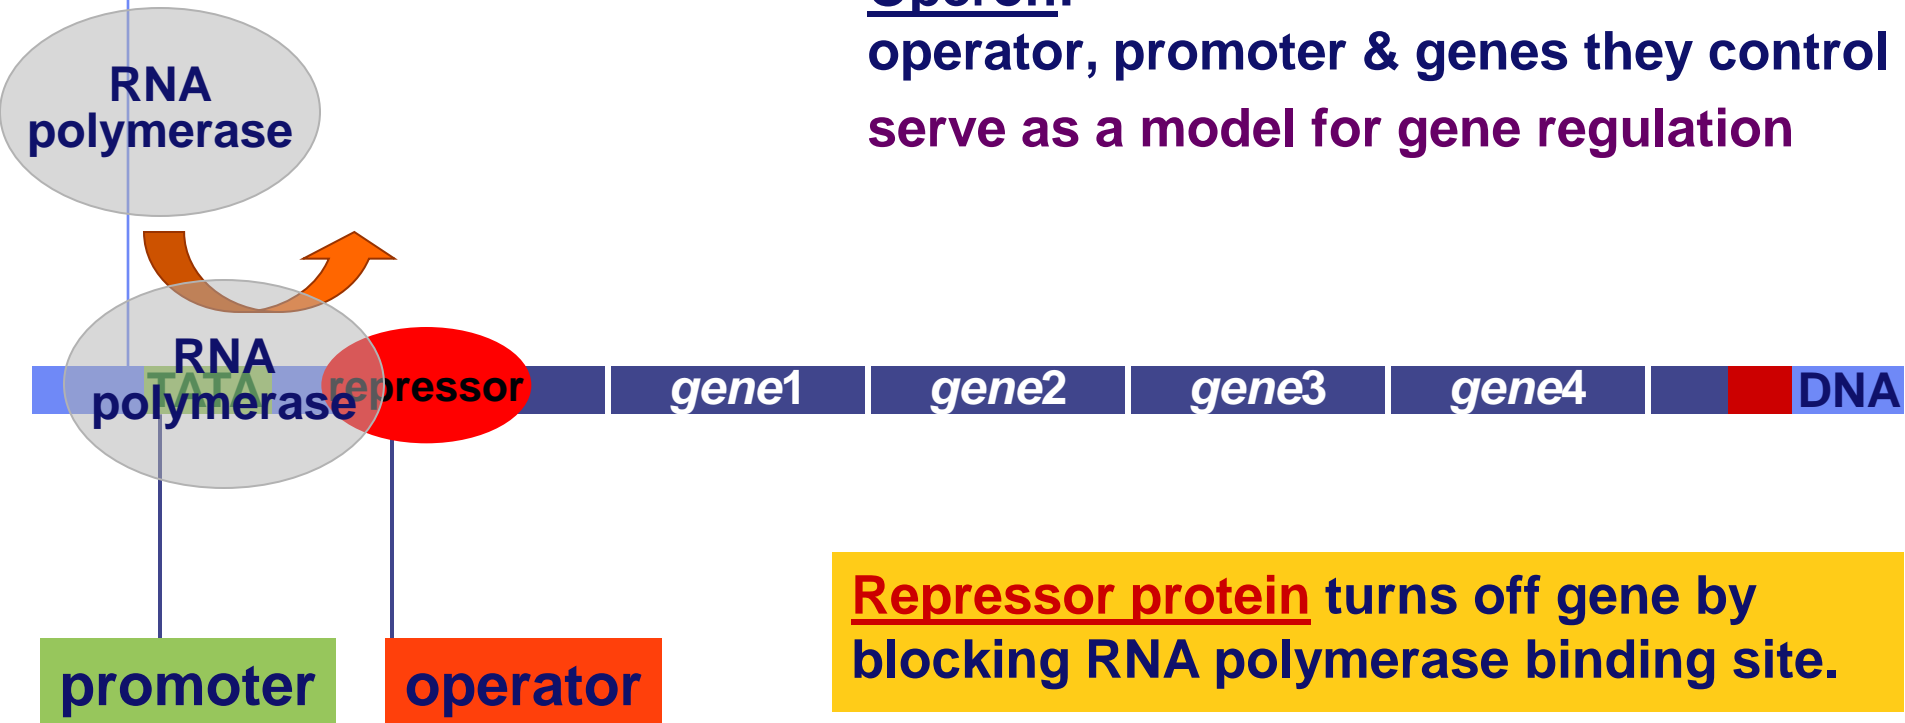 Operon:
operator, promoter & genes they control
serve as a model for gene regulation
RNA
polymerase
RNA
polymerase
TATA
repressor
gene1
gene2
gene3
gene4
DNA
Repressor protein turns off gene by
blocking RNA polymerase binding site.
promoter
operator